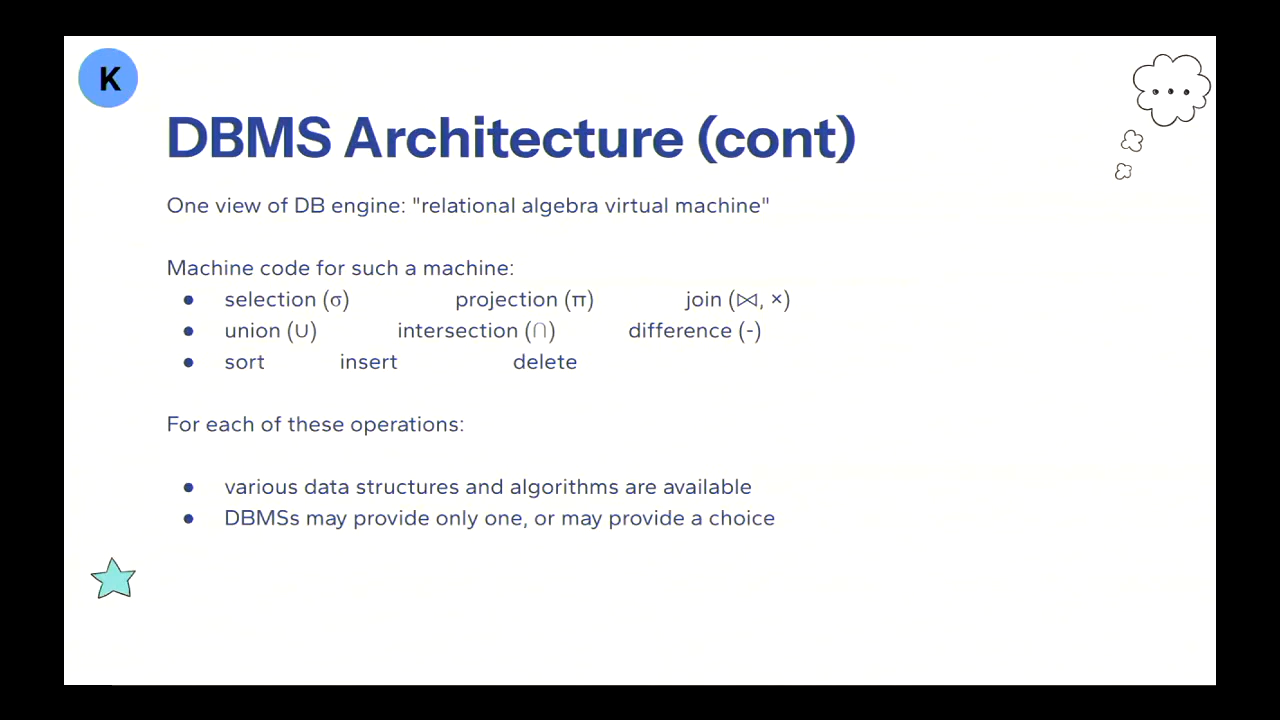 K
DBMS Architecture (cont)
One view of DB engine: "relational algebra virtual machine"
Machine code for such a machine:
● selection (σ) projection (π) join (⋈, ×)
● union (∪) intersection (∩) difference (-)
● sort insert delete
For each of these operations:
● various data structures and algorithms are available
● DBMSs may provide only one, or may provide a choice